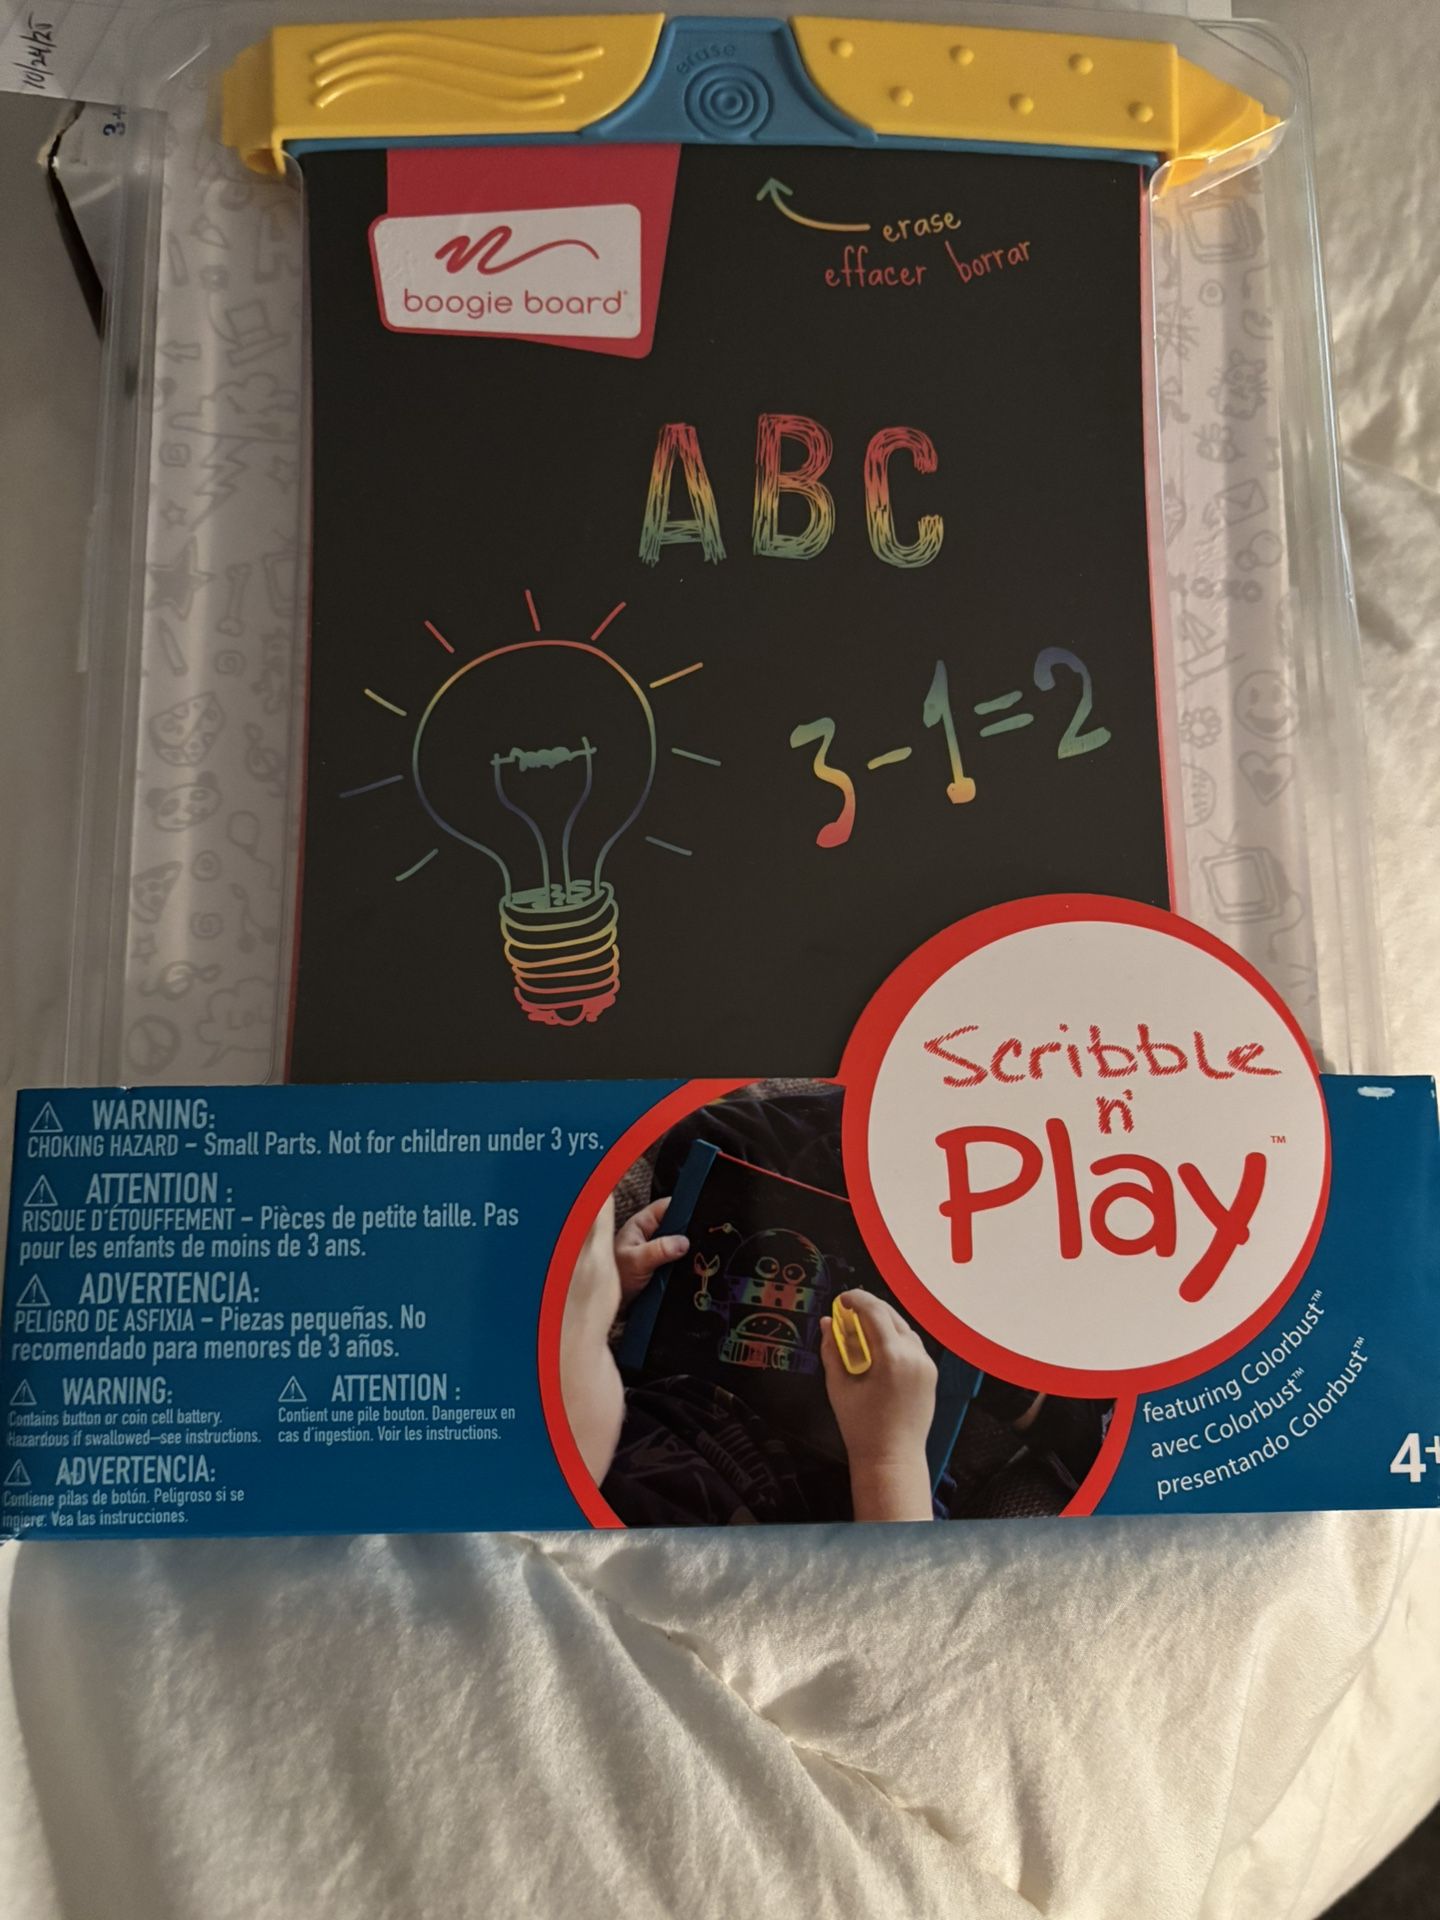 10/24/25
3+
erase
boogie board
erase
effacer borrar
ABC
3-1=2
Scribble
n'
Play™
⚠ WARNING:
CHOKING HAZARD – Small Parts. Not for children under 3 yrs.
⚠ ATTENTION :
RISQUE D'ÉTOUFFEMENT – Pièces de petite taille. Pas
pour les enfants de moins de 3 ans.
⚠ ADVERTENCIA:
PELIGRO DE ASFIXIA – Piezas pequeñas. No
recomendado para menores de 3 años.
⚠ WARNING:
Contains button or coin cell battery.
Hazardous if swallowed—see instructions.
⚠ ATTENTION :
Contient une pile bouton. Dangereux en
cas d'ingestion. Voir les instructions.
⚠ ADVERTENCIA:
Contiene pilas de botón. Peligroso si se
ingiere. Vea las instrucciones.
featuring Colorbust™
avec Colorbust™
presentando Colorbust™
4+